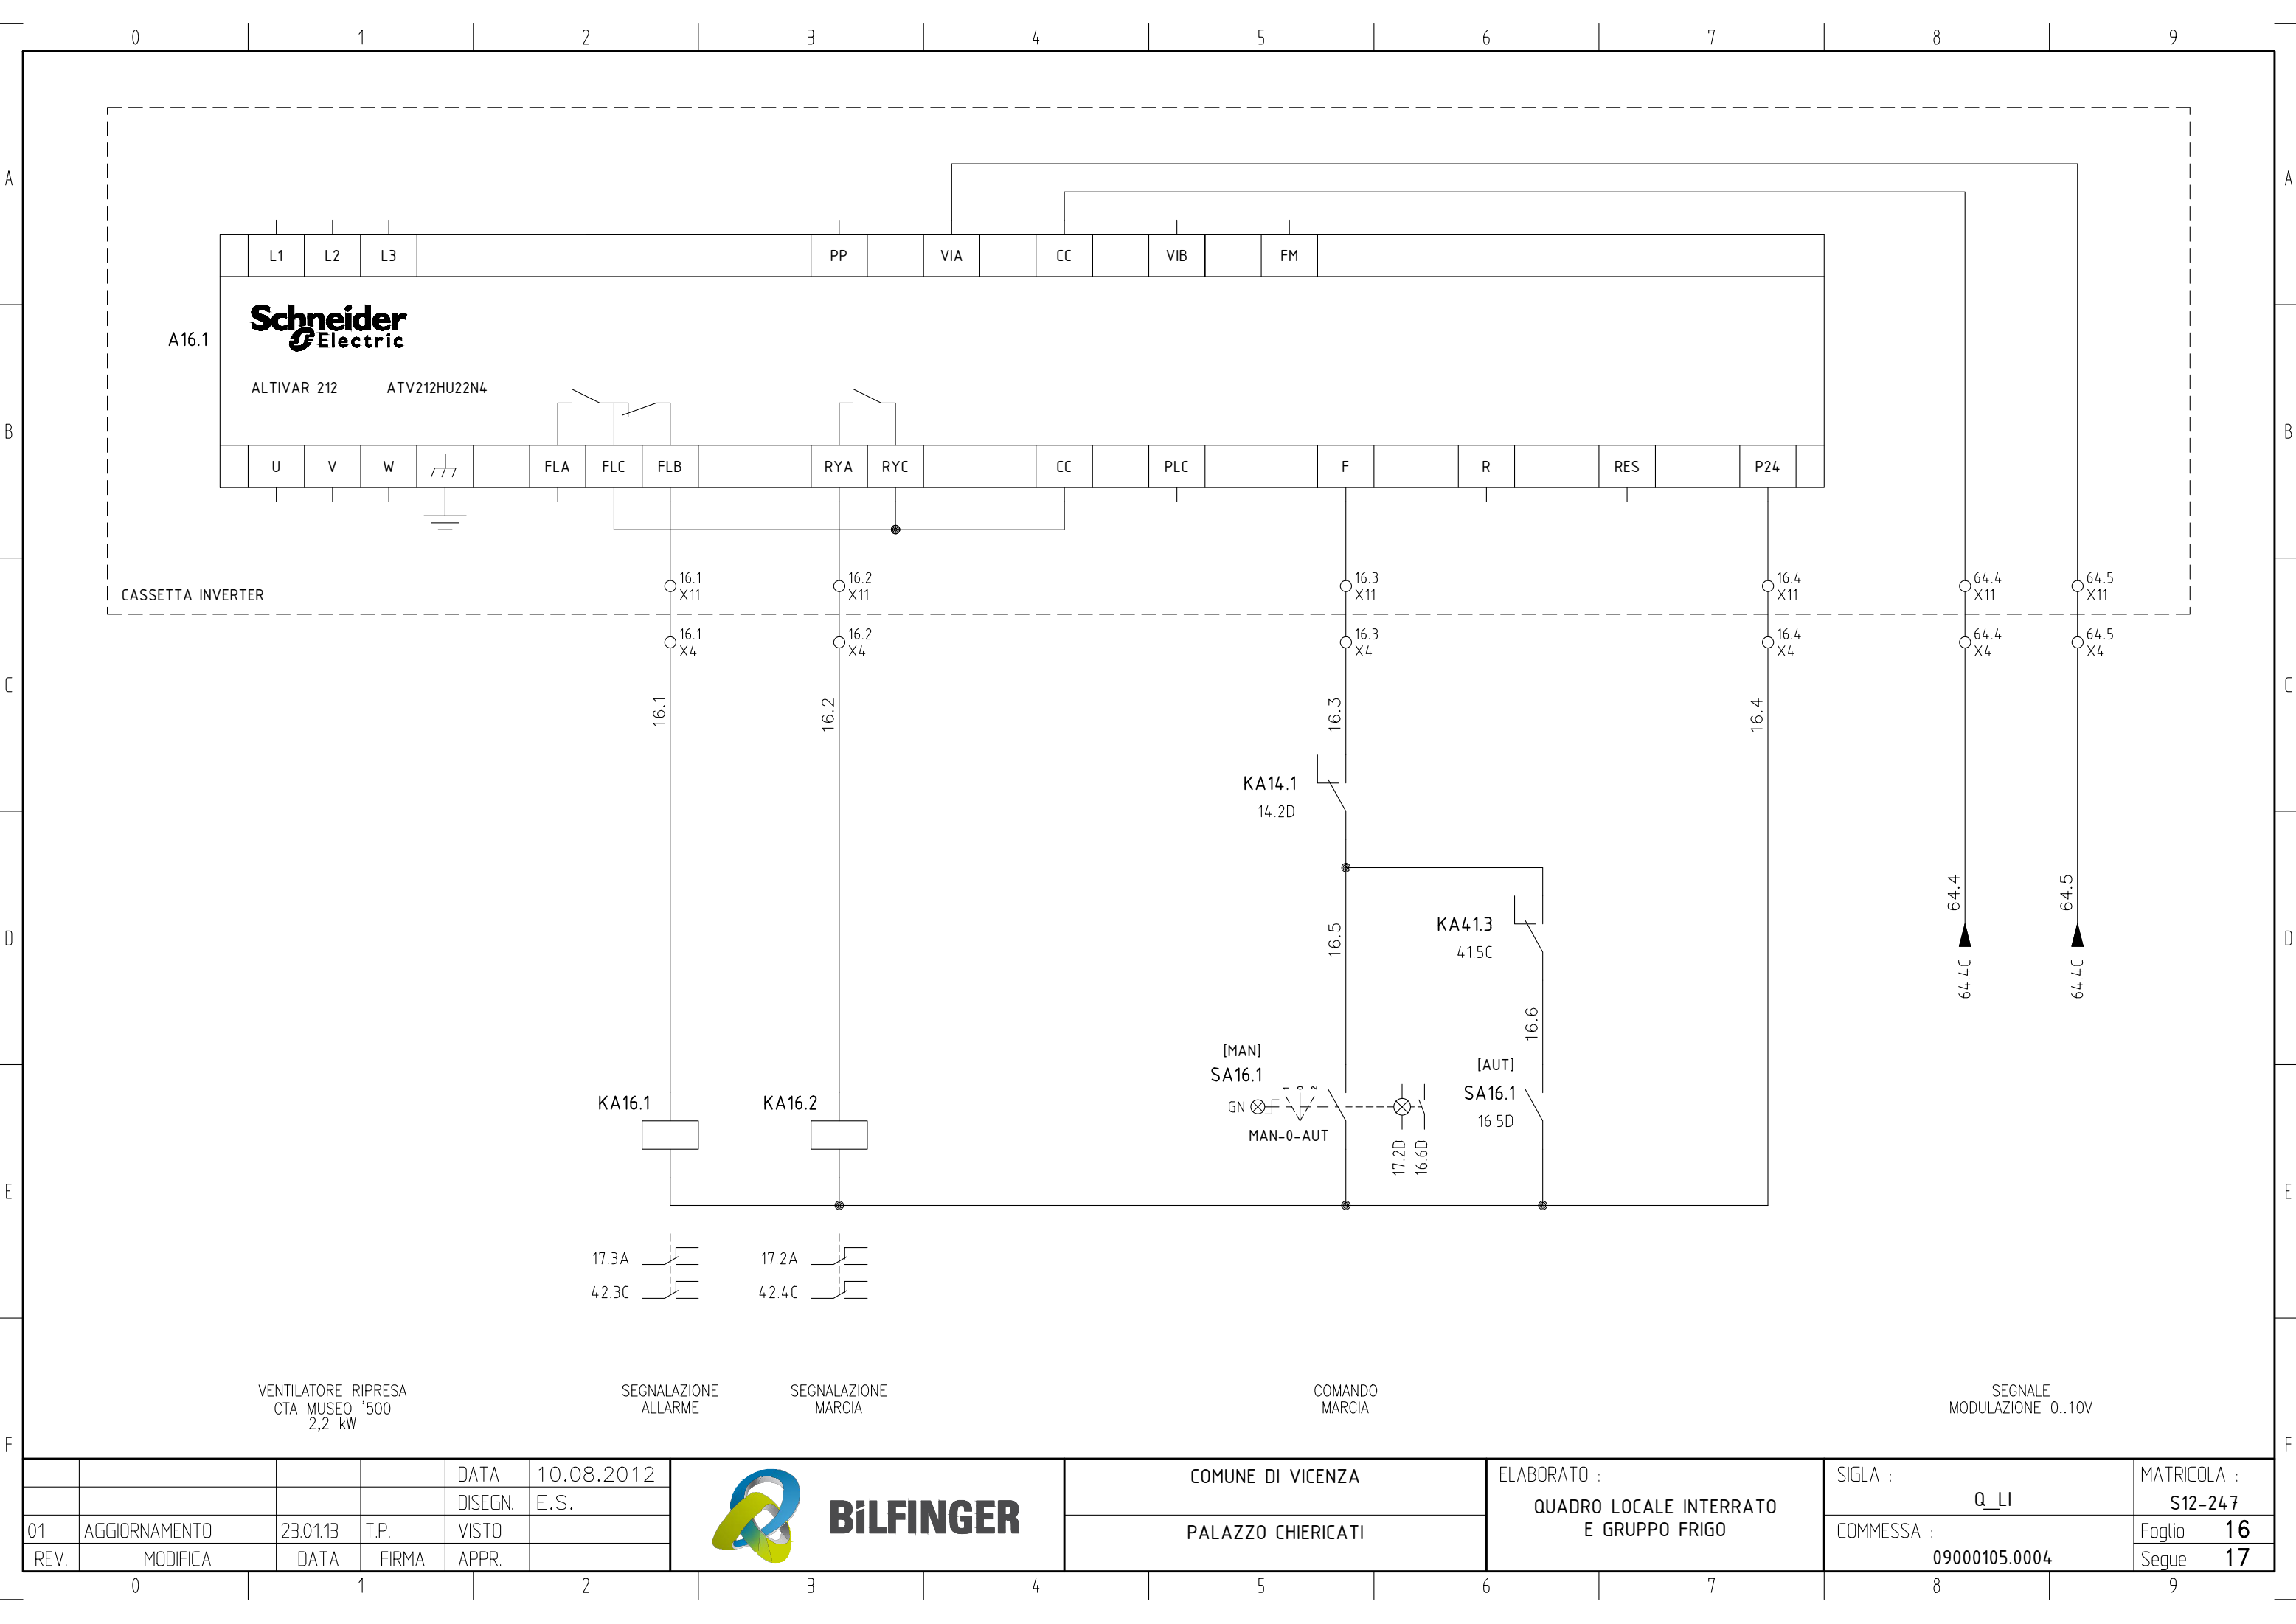 0 1 2 3 4 5 6 7 8 9
A A
L1 L2 L3 PP VIA CC VIB FM
Schneider
Electric
A16.1
ALTIVAR 212 ATV212HU22N4
B B
U V W FLA FLC FLB RYA RYC CC PLC F R RES P24
16.1 16.2 16.3 16.4 64.4 64.5
X11 X11 X11 X11 X11 X11
CASSETTA INVERTER
16.1 16.2 16.3 16.4 64.4 64.5
X4 X4 X4 X4 X4 X4
C C
16.1 16.2 16.3 16.4
KA14.1
14.2D
64.4 64.5
KA41.3
16.5
41.5C
D D
64.4C 64.4C
16.6
[MAN] [AUT]
SA16.1
1 0 2
SA16.1
KA16.1 KA16.2
GN
16.5D
MAN-0-AUT
17.2D 16.6D
E E
17.3A 17.2A
42.3C 42.4C
VENTILATORE RIPRESA
CTA MUSEO '500
2,2 kW
SEGNALAZIONE
ALLARME
SEGNALAZIONE
MARCIA
COMANDO
MARCIA
SEGNALE
MODULAZIONE 0..10V
F F
DATA 10.08.2012
DISEGN. E.S.
01 AGGIORNAMENTO 23.01.13 T.P. VISTO
REV. MODIFICA DATA FIRMA APPR.
BILFINGER
COMUNE DI VICENZA
PALAZZO CHIERICATI
ELABORATO :
QUADRO LOCALE INTERRATO
E GRUPPO FRIGO
SIGLA :
Q_LI
COMMESSA :
09000105.0004
MATRICOLA :
S12-247
Foglio 16
Segue 17
0 1 2 3 4 5 6 7 8 9